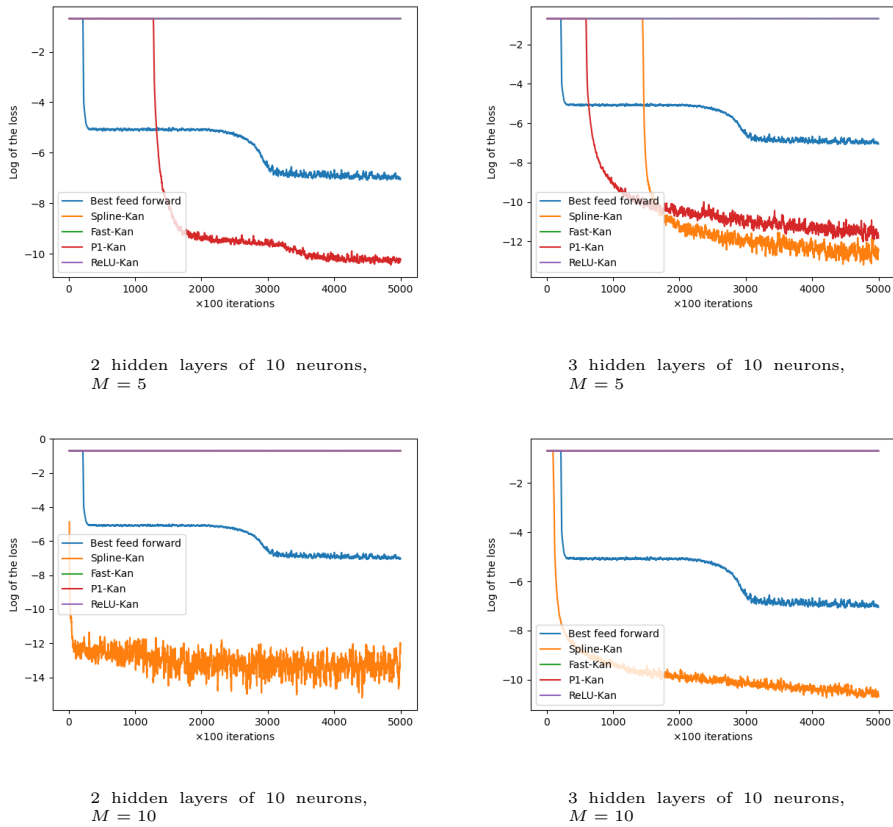 Log of the loss
−2
−4
−6
−8
−10
Best feed forward
Spline-Kan
Fast-Kan
P1-Kan
ReLU-Kan
0 1000 2000 3000 4000 5000
×100 iterations
2 hidden layers of 10 neurons,
M = 5
Log of the loss
−2
−4
−6
−8
−10
−12
Best feed forward
Spline-Kan
Fast-Kan
P1-Kan
ReLU-Kan
0 1000 2000 3000 4000 5000
×100 iterations
3 hidden layers of 10 neurons,
M = 5
Log of the loss
0
−2
−4
−6
−8
−10
−12
−14
Best feed forward
Spline-Kan
Fast-Kan
P1-Kan
ReLU-Kan
0 1000 2000 3000 4000 5000
×100 iterations
2 hidden layers of 10 neurons,
M = 10
Log of the loss
−2
−4
−6
−8
−10
Best feed forward
Spline-Kan
Fast-Kan
P1-Kan
ReLU-Kan
0 1000 2000 3000 4000 5000
×100 iterations
3 hidden layers of 10 neurons,
M = 10